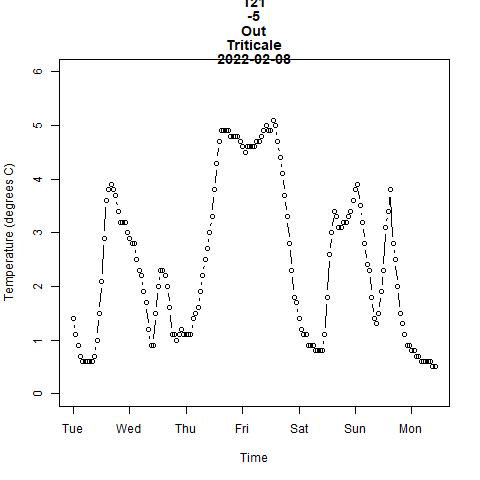 121
-5
Out
Triticale
2022-02-08
Temperature (degrees C)
6
5
4
3
2
1
0
Tue Wed Thu Fri Sat Sun Mon
Time